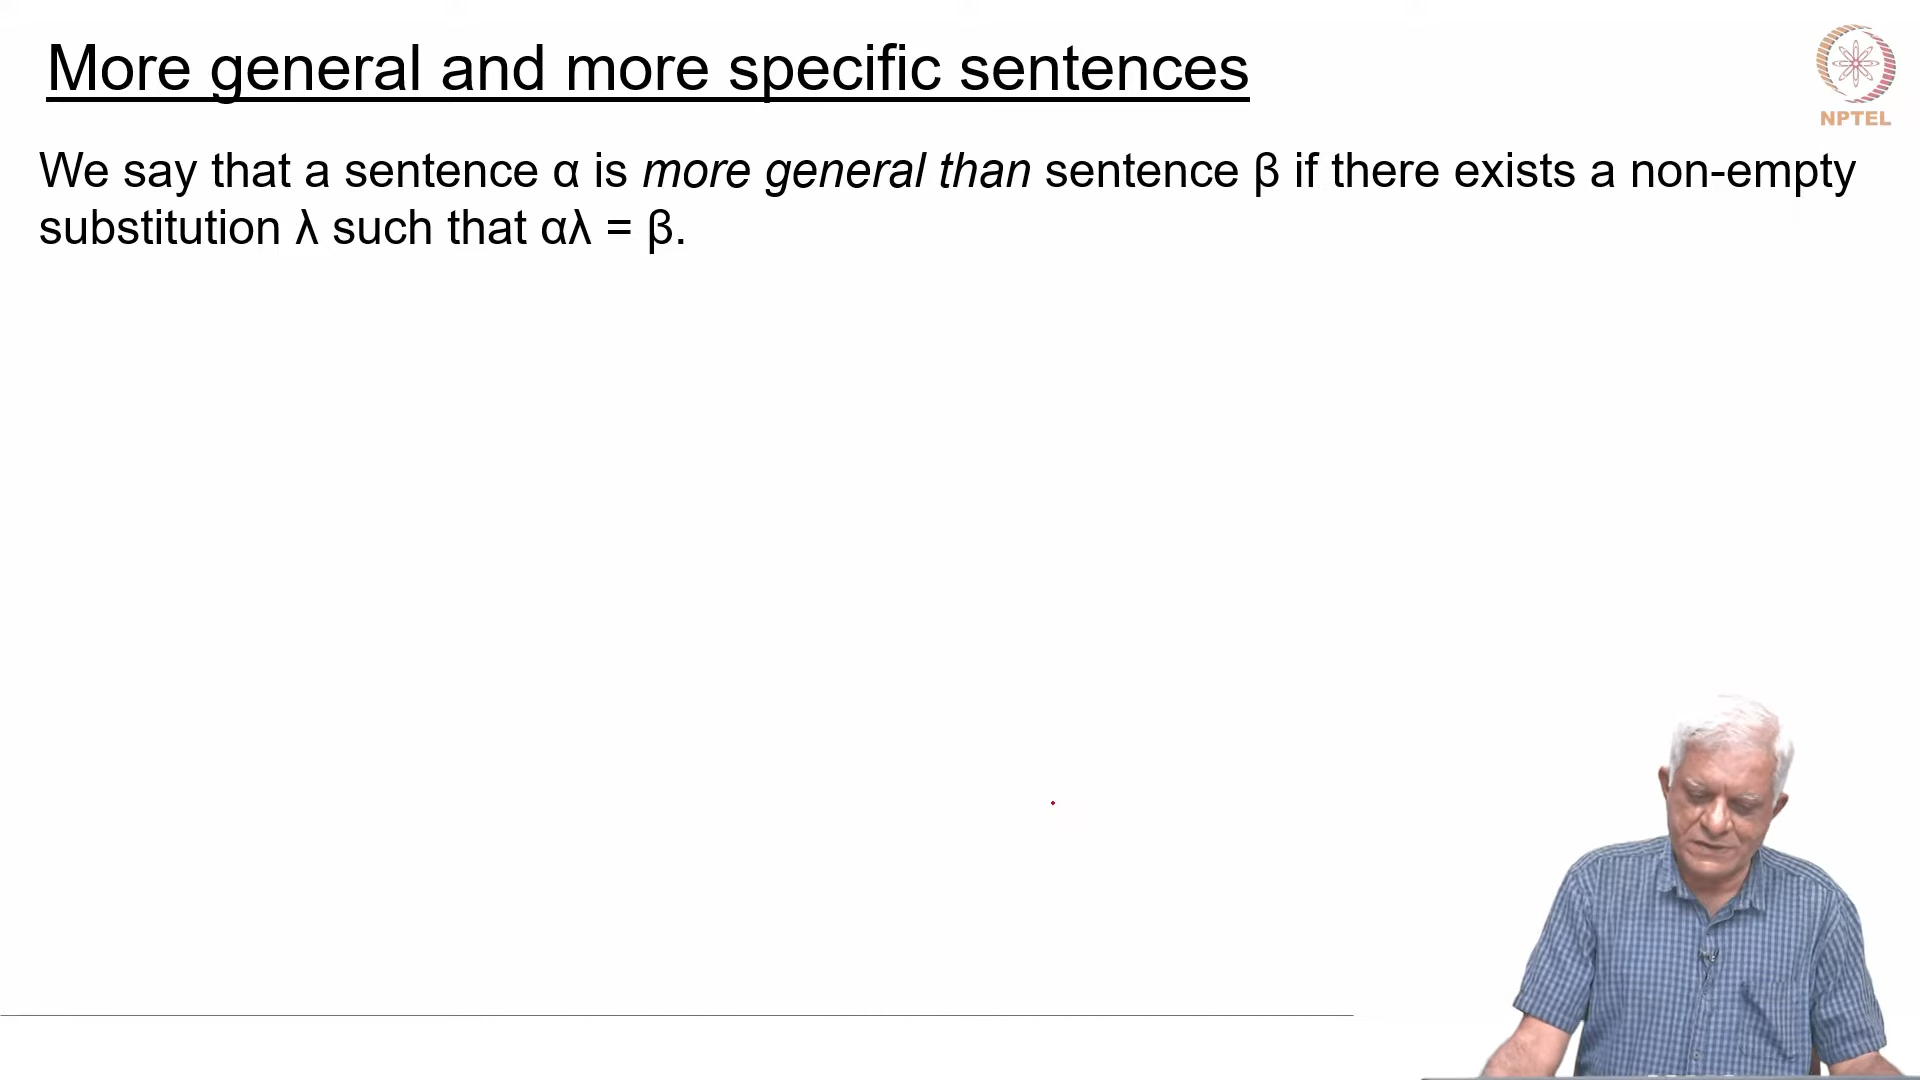 More general and more specific sentences
NPTEL
We say that a sentence α is more general than sentence β if there exists a non-empty
substitution λ such that αλ = β.